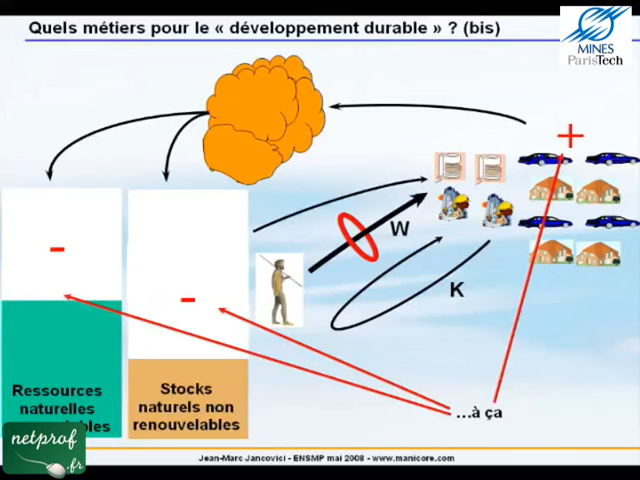 Quels métiers pour le « développement durable » ? (bis)
MINES
ParisTech
+
-
-
W
K
Ressources
naturelles
bles
Stocks
naturels non
renouvelables
...à ça
netprof
.fr
Jean-Marc Jancovici - ENSMP mai 2008 - www.manicore.com